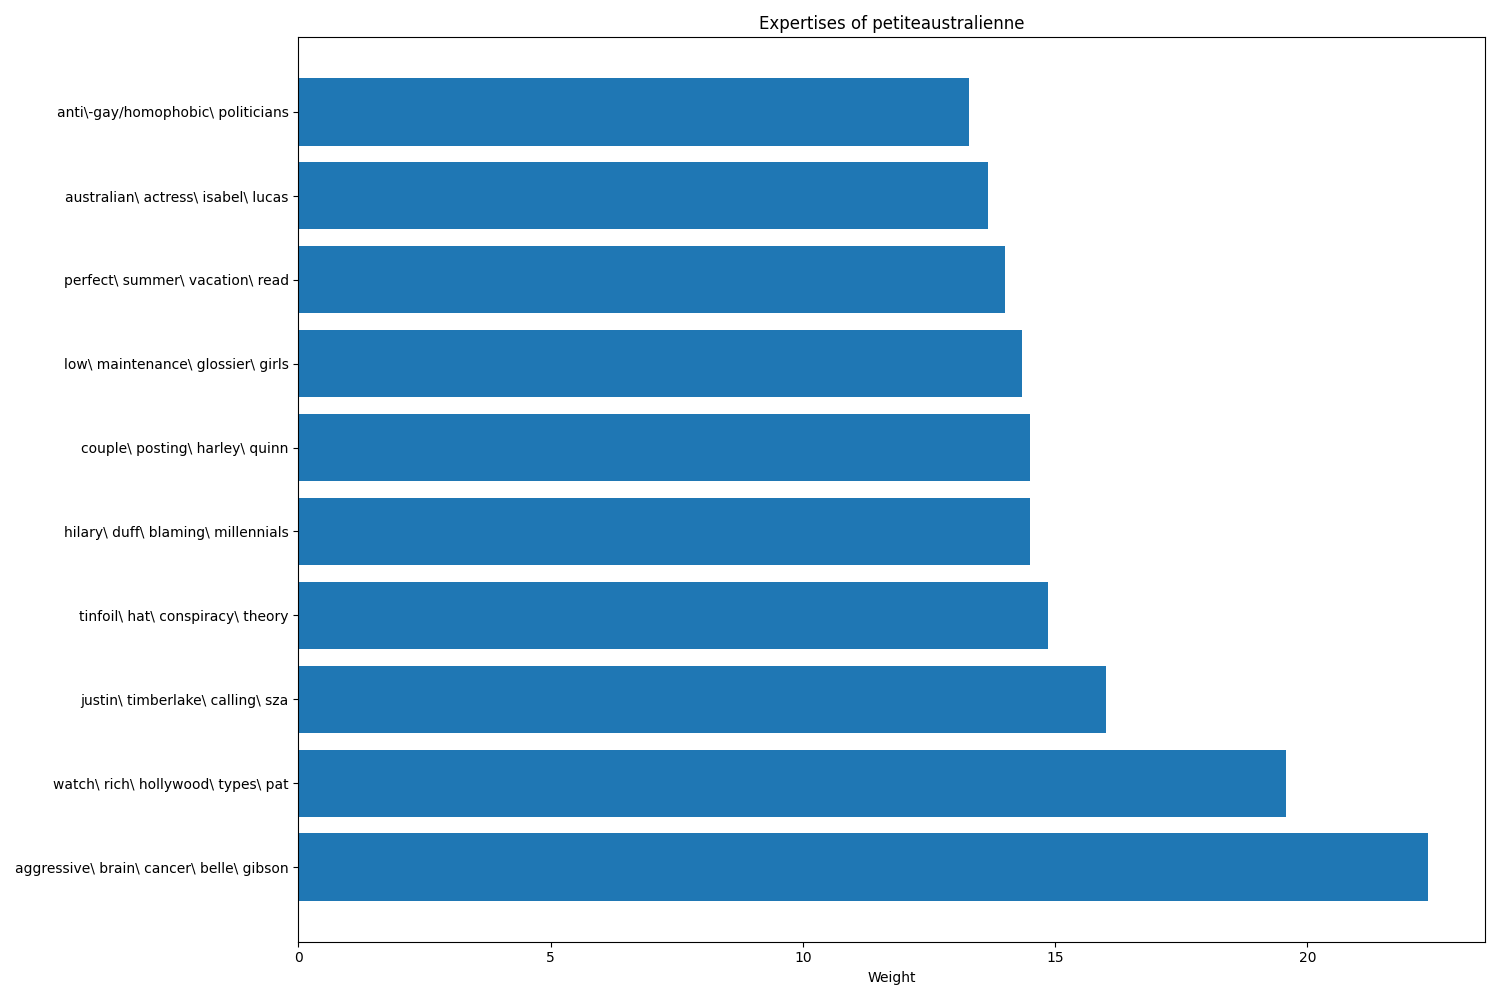 Expertises of petiteaustralienne
anti\-gay/homophobic\ politicians
australian\ actress\ isabel\ lucas
perfect\ summer\ vacation\ read
low\ maintenance\ glossier\ girls
couple\ posting\ harley\ quinn
hilary\ duff\ blaming\ millennials
tinfoil\ hat\ conspiracy\ theory
justin\ timberlake\ calling\ sza
watch\ rich\ hollywood\ types\ pat
aggressive\ brain\ cancer\ belle\ gibson
0 5 10 15 20
Weight